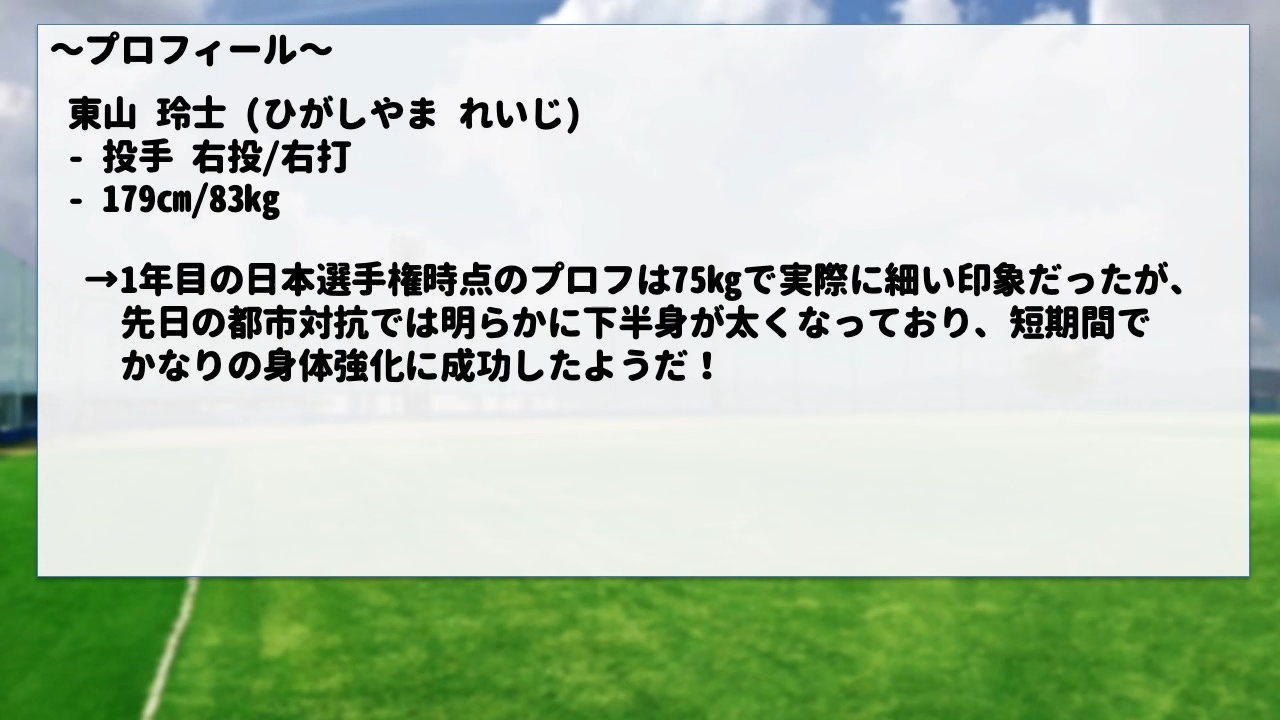 ～プロフィール～
東山 玲士 (ひがしやま れいじ)
- 投手 右投/右打
- 179cm/83kg
→1年目の日本選手権時点のプロフは75kgで実際に細い印象だったが、
先日の都市対抗では明らかに下半身が太くなっており、短期間で
かなりの身体強化に成功したようだ！